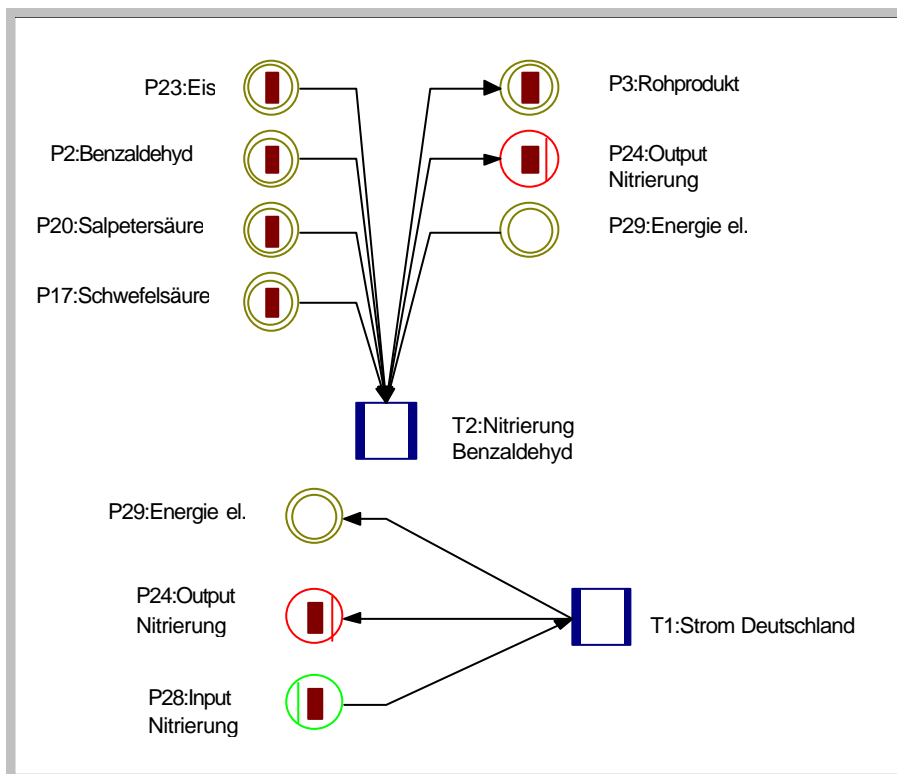 P23:Eis
P3:Rohprodukt
P2:Benzaldehyd
P24:Output
Nitrierung
P20:Salpetersäure
P29:Energie el.
P17:Schwefelsäure
T2:Nitrierung
Benzaldehyd
P29:Energie el.
P24:Output
Nitrierung
T1:Strom Deutschland
P28:Input
Nitrierung